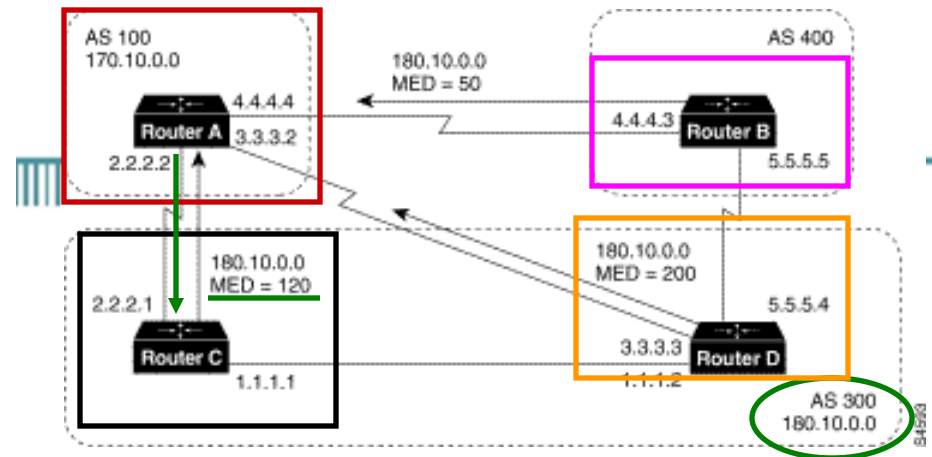 AS 100
170.10.0.0
4.4.4.4
Router A
3.3.3.2
2.2.2.2
180.10.0.0
MED = 50
AS 400
4.4.4.3
Router B
5.5.5.5
180.10.0.0
MED = 120
2.2.2.1
Router C
1.1.1.1
180.10.0.0
MED = 200
5.5.5.4
3.3.3.3
Router D
1.1.1.2
AS 300
180.10.0.0
S4593